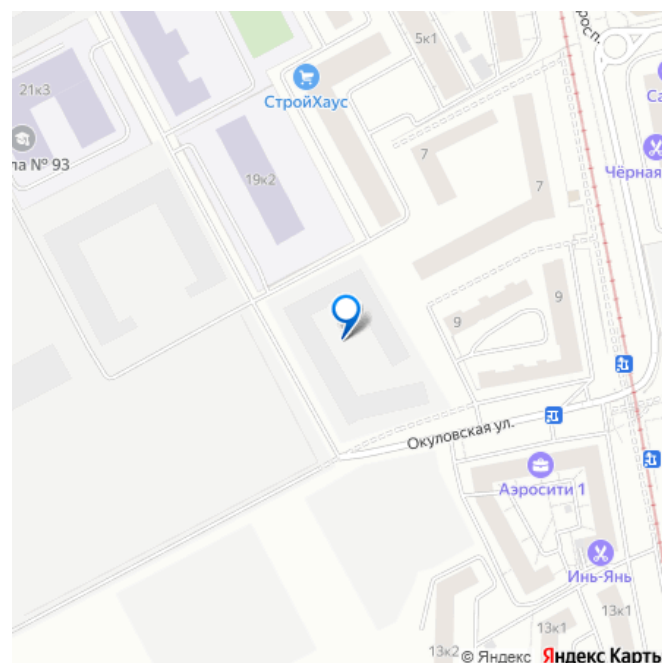 росп.
5к1
21к3
СтройХаус
Са
ла № 93
7
Чёрная
19к2
7
9
9
Окуловская ул.
Аэросити 1
Инь-Янь
13к1
13к1
13к2
© Яндекс Яндекс Карты